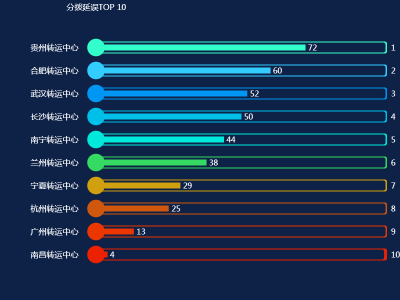 分拨延误TOP 10
贵州转运中心 72 1
合肥转运中心 60 2
武汉转运中心 52 3
长沙转运中心 50 4
南宁转运中心 44 5
兰州转运中心 38 6
宁夏转运中心 29 7
杭州转运中心 25 8
广州转运中心 13 9
南昌转运中心 4 10